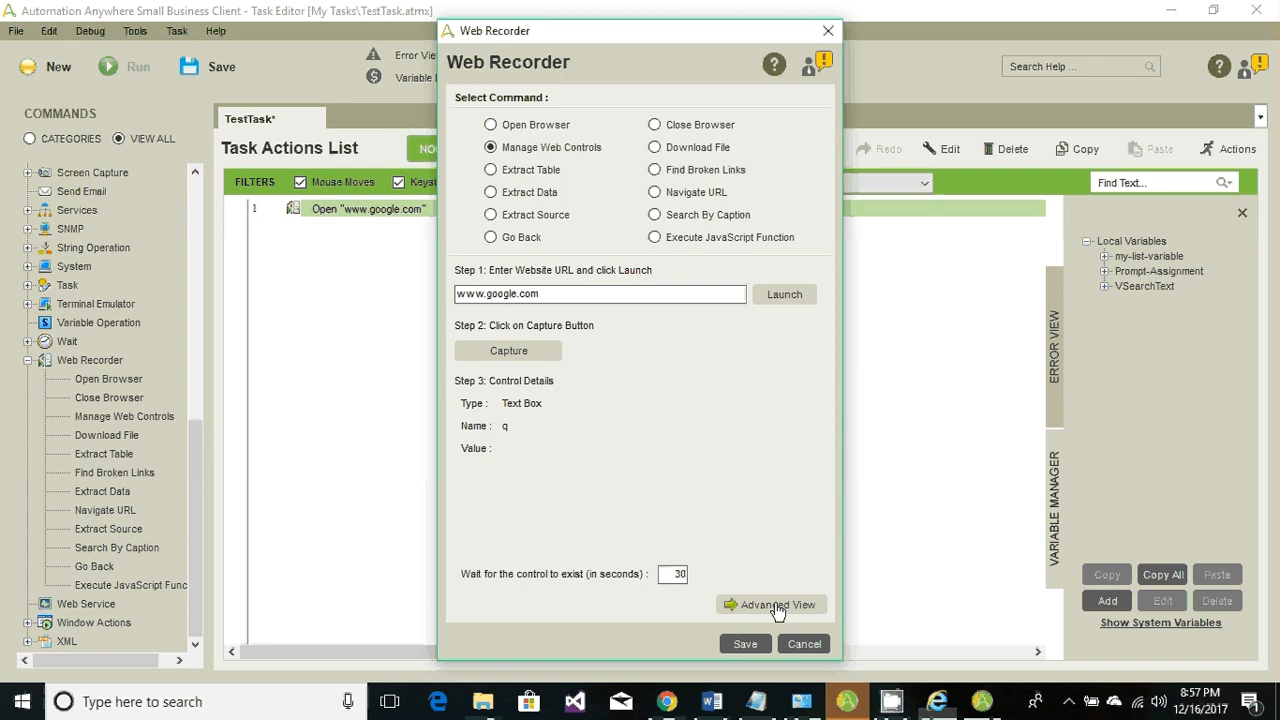 Automation Anywhere Small Business Client - Task Editor [My Tasks\TestTask.atmx]
File Edit Debug Tools Task Help
New Run Save
Error Vie
Variable
Search Help ...
COMMANDS
CATEGORIES VIEW ALL
Screen Capture
Send Email
Services
SNMP
String Operation
System
Task
Terminal Emulator
Variable Operation
Wait
Web Recorder
Open Browser
Close Browser
Manage Web Controls
Download File
Extract Table
Find Broken Links
Extract Data
Navigate URL
Extract Source
Search By Caption
Go Back
Execute JavaScript Func
Web Service
Window Actions
XML
TestTask*
Task Actions List
NO
Redo Edit Delete Copy Paste Actions
FILTERS Mouse Moves Keyst
Find Text...
1 Open "www.google.com"
Web Recorder
Web Recorder
Select Command :
Open Browser Close Browser
Manage Web Controls Download File
Extract Table Find Broken Links
Extract Data Navigate URL
Extract Source Search By Caption
Go Back Execute JavaScript Function
Step 1: Enter Website URL and click Launch
www.google.com Launch
Step 2: Click on Capture Button
Capture
Step 3: Control Details
Type : Text Box
Name : q
Value :
Wait for the control to exist (in seconds) : 30
Advanced View
Save Cancel
ERROR VIEW
VARIABLE MANAGER
Local Variables
my-list-variable
Prompt-Assignment
VSearchText
Copy Copy All Paste
Add Edit Delete
Show System Variables
Type here to search
8:57 PM
12/16/2017
1